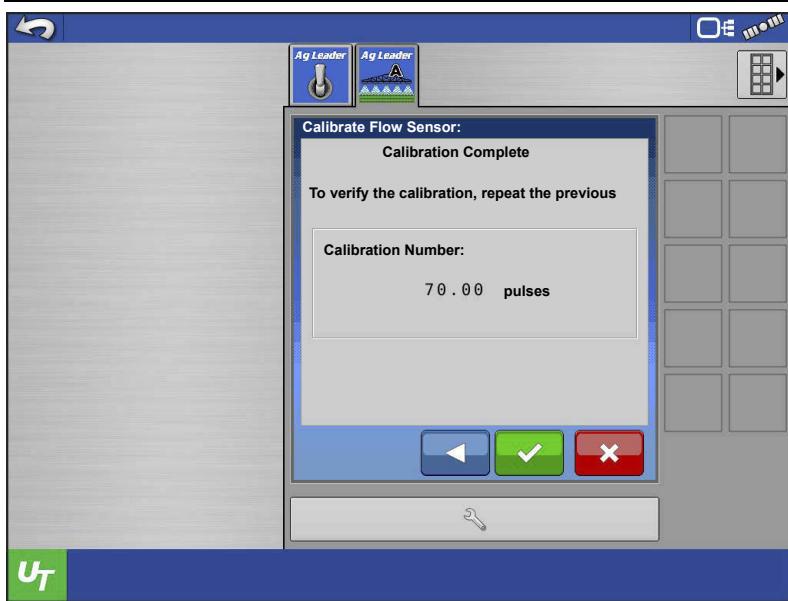 Ag Leader
Ag Leader
A
Calibrate Flow Sensor:
Calibration Complete
To verify the calibration, repeat the previous
Calibration Number:
70.00 pulses
UT